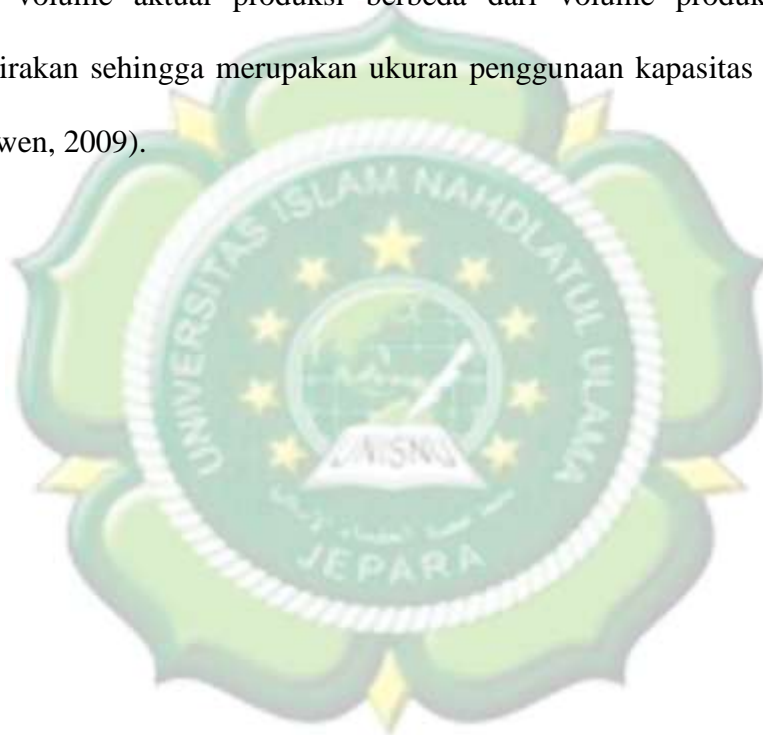 volume aktual produksi berbeda dari volume produk
irakan sehingga merupakan ukuran penggunaan kapasitas
wen, 2009).
UNIVERSITAS ISLAM NAHDLATUL ULAMA
UNISNU
JEPARA